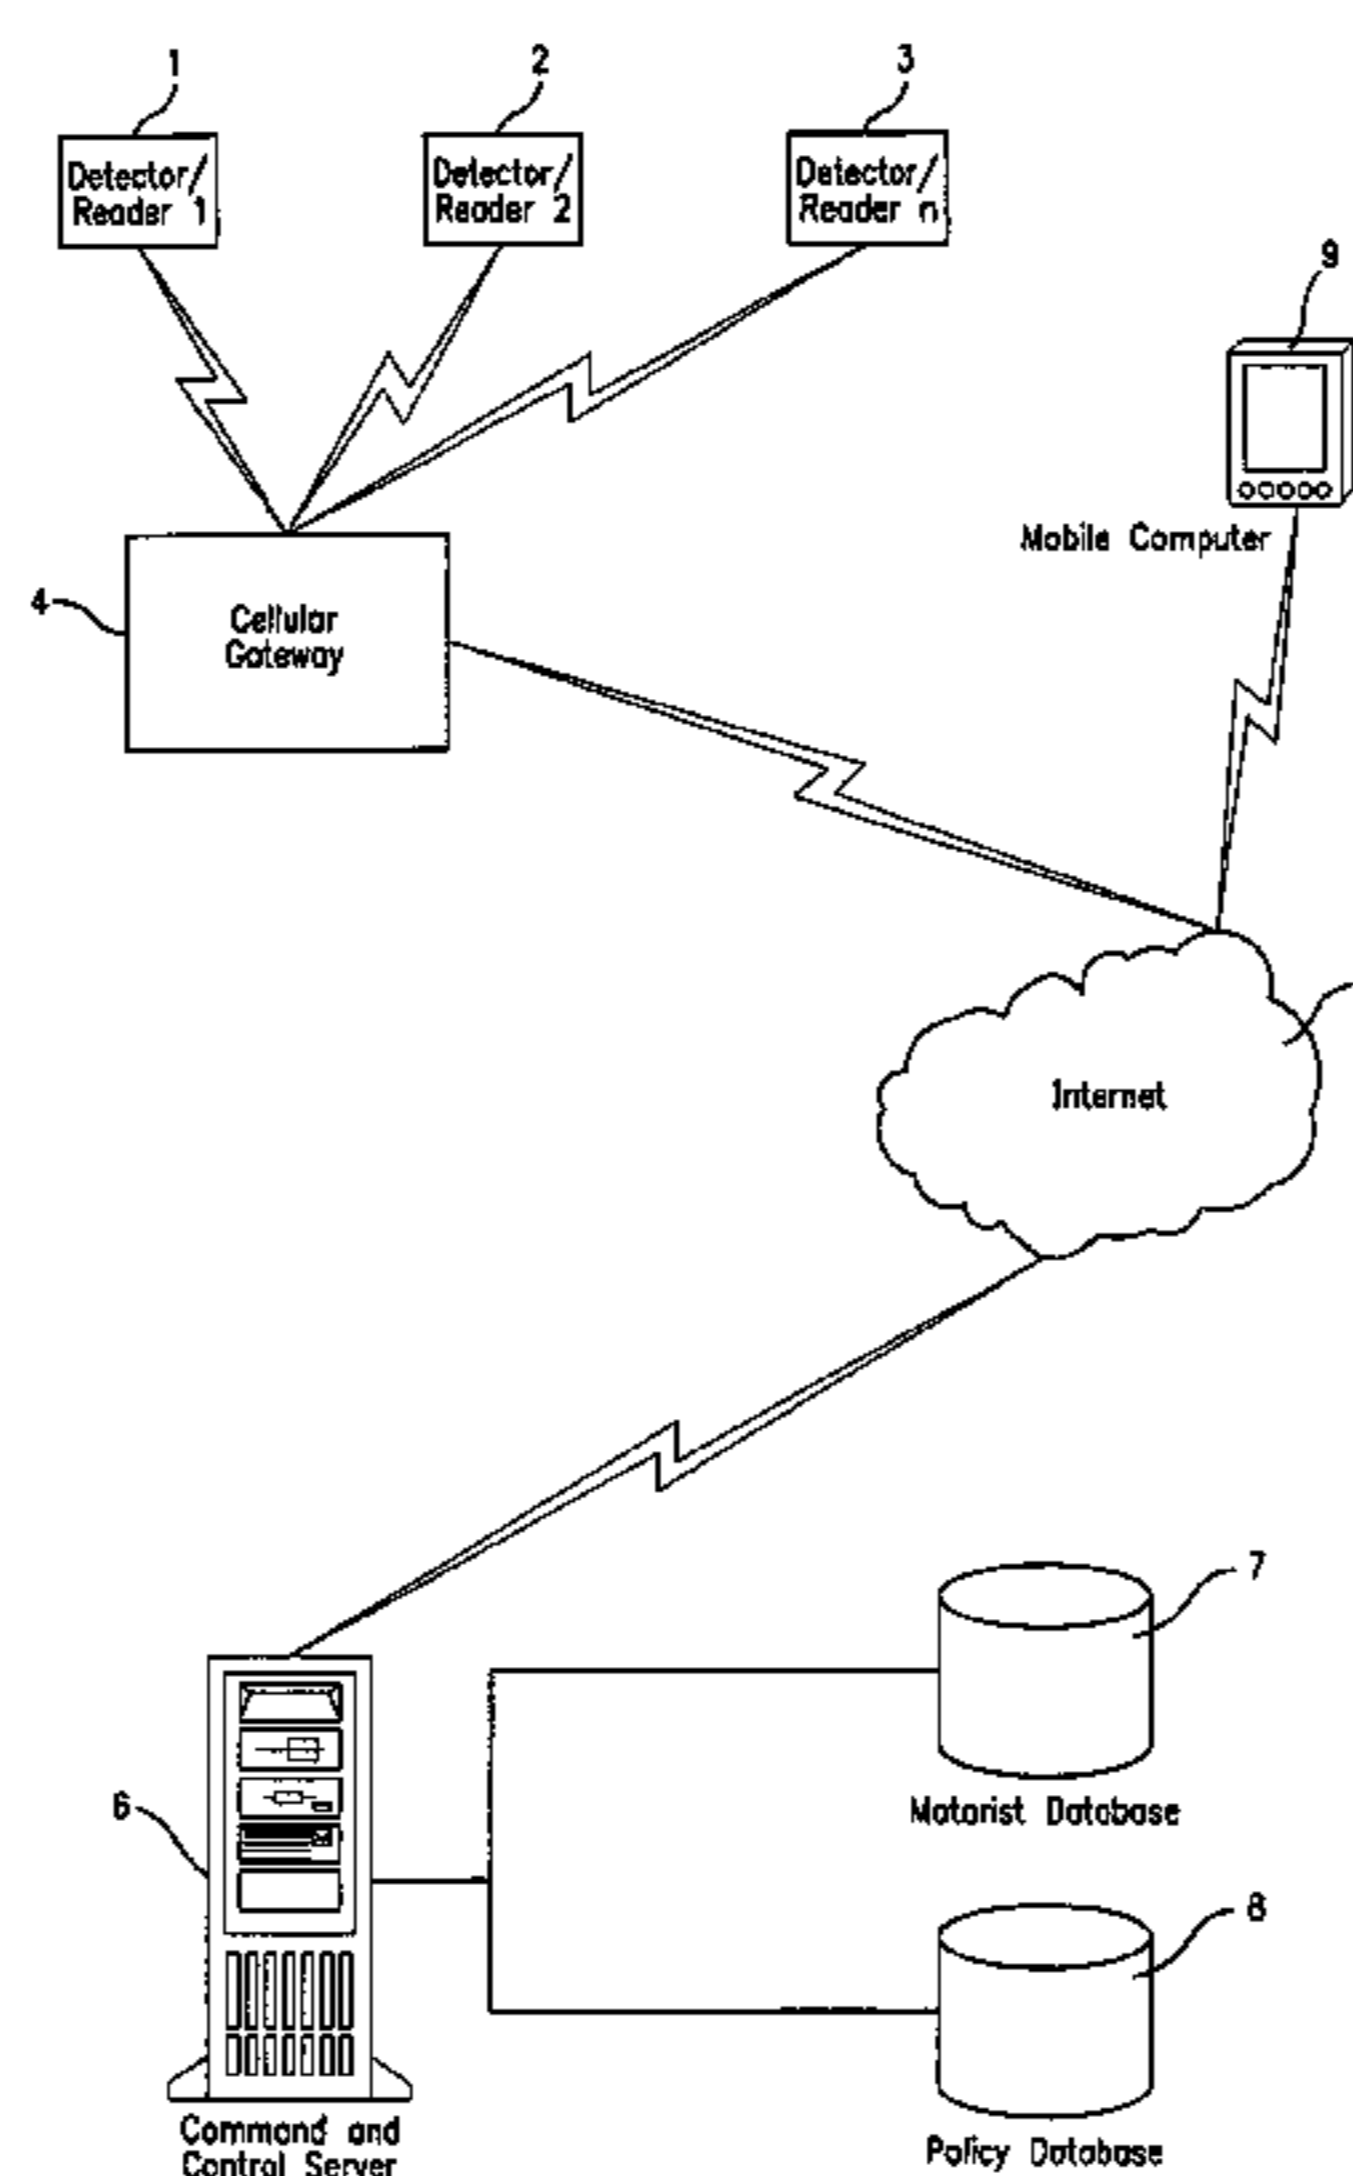 1
2
3
Detector/
Reader 1
Detector/
Reader 2
Detector/
Reader n
9
Mobile Computer
4
Cellular
Gateway
Internet
7
Motorist Database
6
8
Command and
Control Server
Policy Database